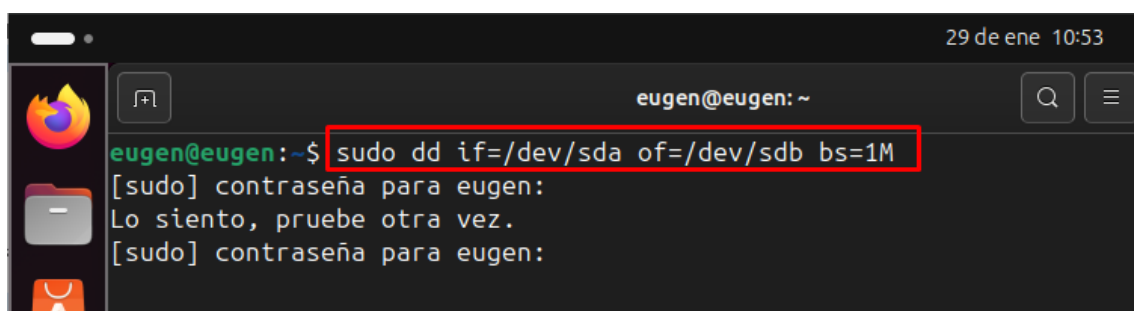 29 de ene 10:53
eugen@eugen: ~
eugen@eugen:~$ sudo dd if=/dev/sda of=/dev/sdb bs=1M
[sudo] contraseña para eugen:
Lo siento, pruebe otra vez.
[sudo] contraseña para eugen: